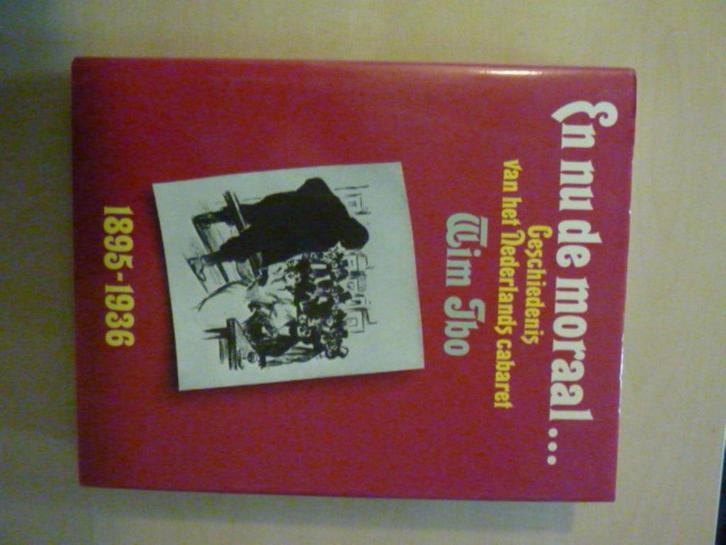 En nu de moraal...
Geschiedenis
van het Nederlands cabaret
Wim Ibo
1895-1936